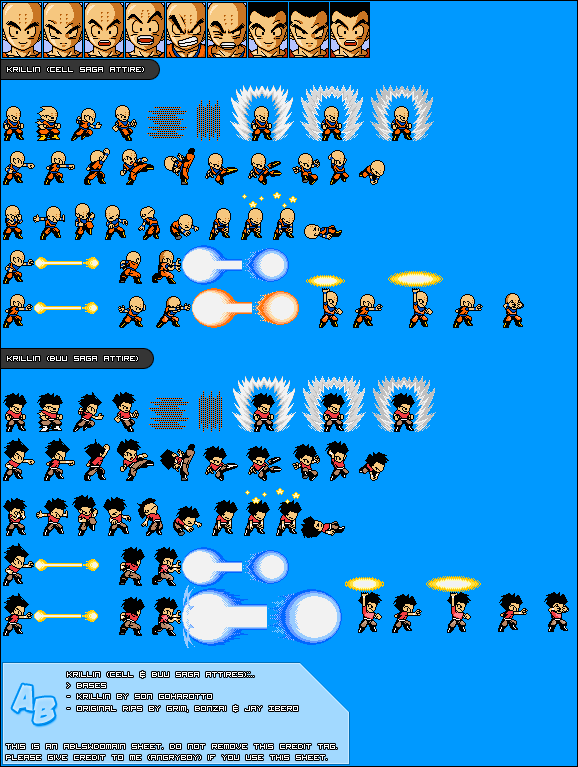 KRILLIN (CELL SAGA ATTIRE)
KRILLIN (BUU SAGA ATTIRE)
AB
KRILLIN (CELL & BUU SAGA ATTIRES):.
> BASES
- KRILLIN BY SON GOHAROTTO
- ORIGINAL RIPS BY GRIM, BONZAI & JAY IBERO
THIS IS AN ABLSWDOMAIN SHEET. DO NOT REMOVE THIS CREDIT TAG.
PLEASE GIVE CREDIT TO ME (ANGRYBOY) IF YOU USE THIS SHEET.